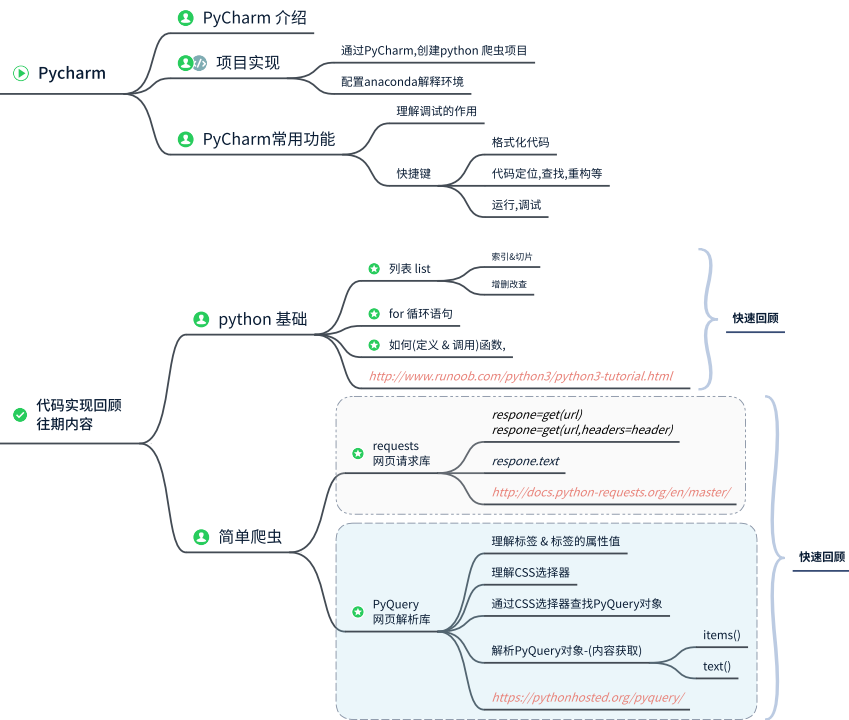 Pycharm
PyCharm 介绍
项目实现
通过PyCharm,创建python 爬虫项目
配置anaconda解释环境
PyCharm常用功能
理解调试的作用
快捷键
格式化代码
代码定位,查找,重构等
运行,调试
代码实现回顾
往期内容
python 基础
列表 list
索引&切片
增删改查
for 循环语句
如何(定义 & 调用)函数,
http://www.runoob.com/python3/python3-tutorial.html
快速回顾
简单爬虫
requests
网页请求库
respone=get(url)
respone=get(url,headers=header)
respone.text
http://docs.python-requests.org/en/master/
PyQuery
网页解析库
理解标签 & 标签的属性值
理解CSS选择器
通过CSS选择器查找PyQuery对象
解析PyQuery对象-(内容获取)
items()
text()
https://pythonhosted.org/pyquery/
快速回顾